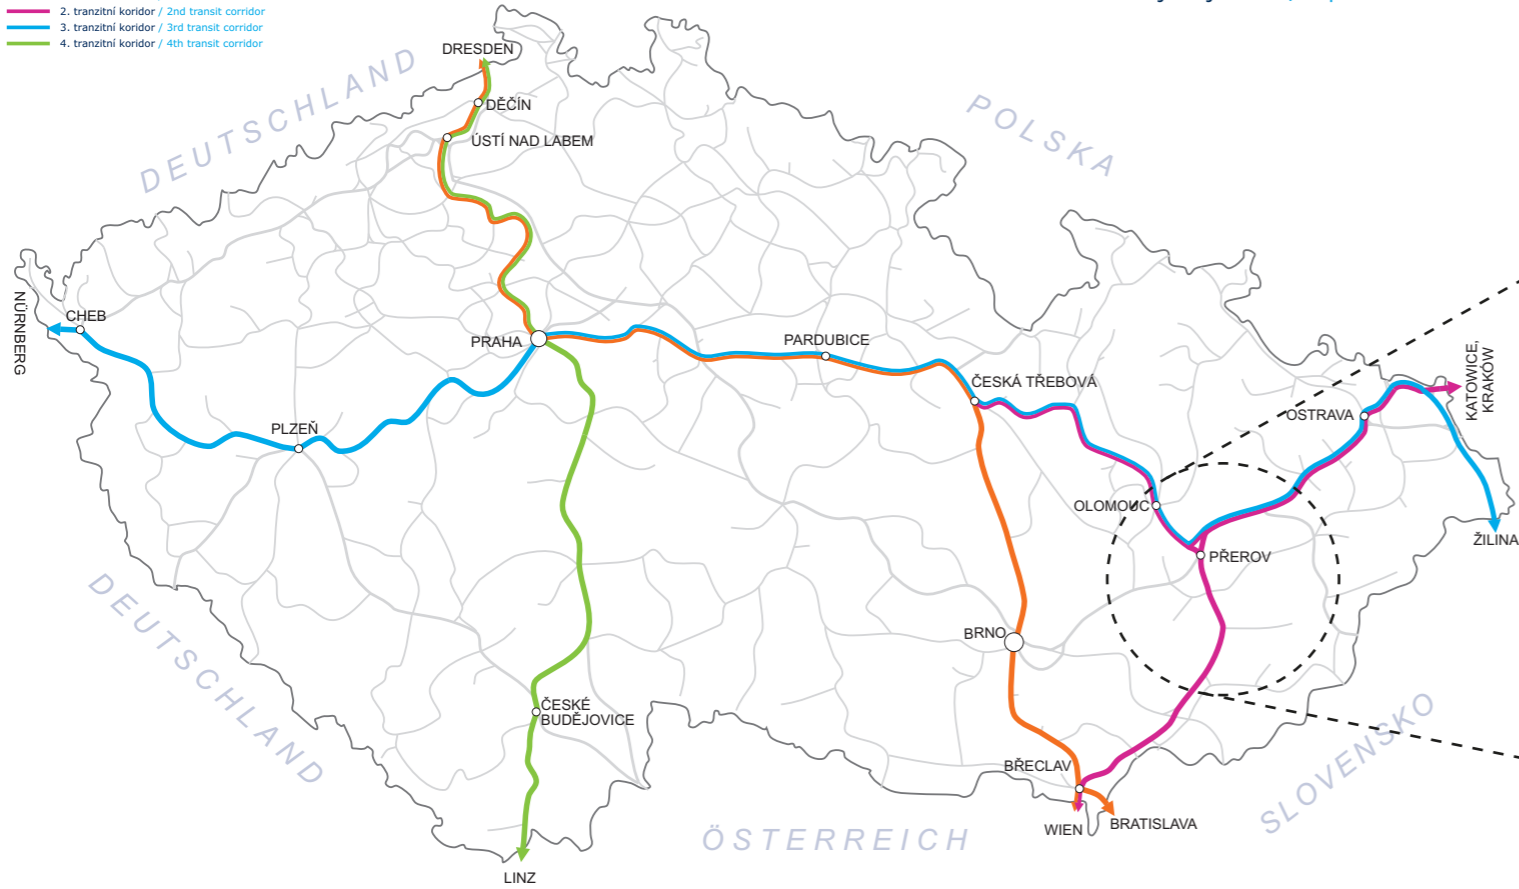 2. tranzitní koridor / 2nd transit corridor
3. tranzitní koridor / 3rd transit corridor
4. tranzitní koridor / 4th transit corridor
DRESDEN
DEUTSCHLAND
DĚČÍN
POLSKA
ÚSTÍ NAD LABEM
NÜRNBERG
CHEB
PRAHA
PARDUBICE
ČESKÁ TŘEBOVÁ
KATOWICE,
KRAKÓW
OSTRAVA
PLZEŇ
OLOMOUC
ŽILINA
PŘEROV
DEUTSCHLAND
BRNO
ČESKÉ
BUDĚJOVICE
SLOVENSKO
BŘECLAV
WIEN
BRATISLAVA
ÖSTERREICH
LINZ